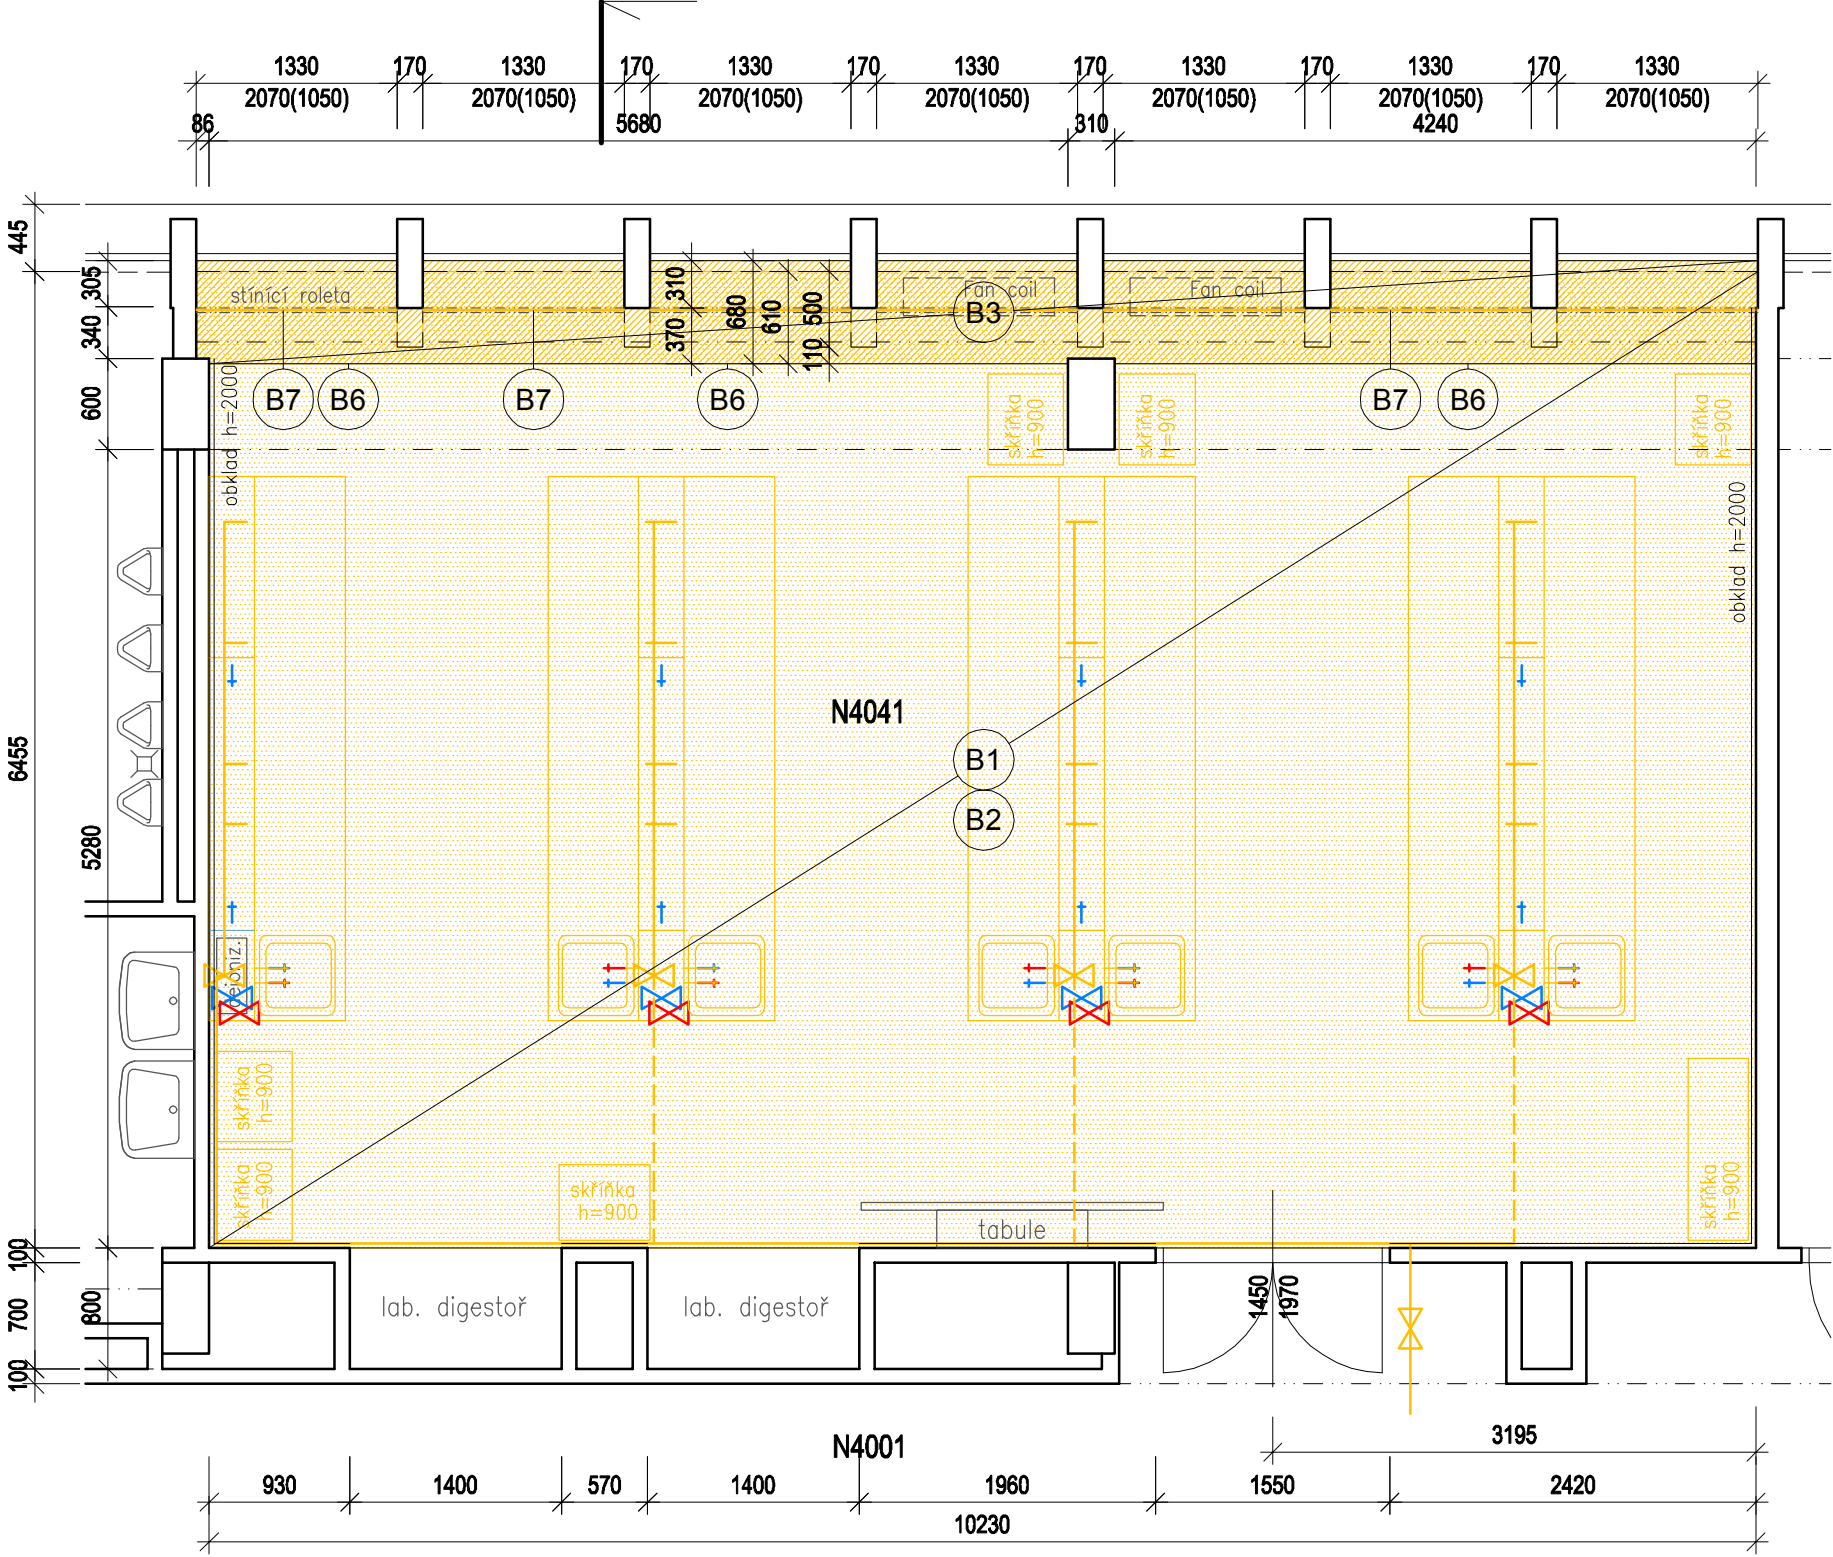 1330 170 1330 170 1330 170 1330 170 1330 170 1330 170 1330
2070(1050) 2070(1050) 2070(1050) 2070(1050) 2070(1050) 2070(1050) 2070(1050)
86 5680 310 4240
445
305
340
600
6455
5280
100
700
800
100
stínící roleta
310
370
680
610
500
110
Fan coil
Fan coil
B3
B7
B6
B7
B6
B7
B6
obklad h=2000
skříňka
h=900
skříňka
h=900
skříňka
h=900
obklad h=2000
N4041
B1
B2
skříňka
h=900
skříňka
h=900
skříňka
h=900
skříňka
h=900
tabule
lab. digestoř
lab. digestoř
1450
1970
N4001
3195
930 1400 570 1400 1960 1550 2420
10230